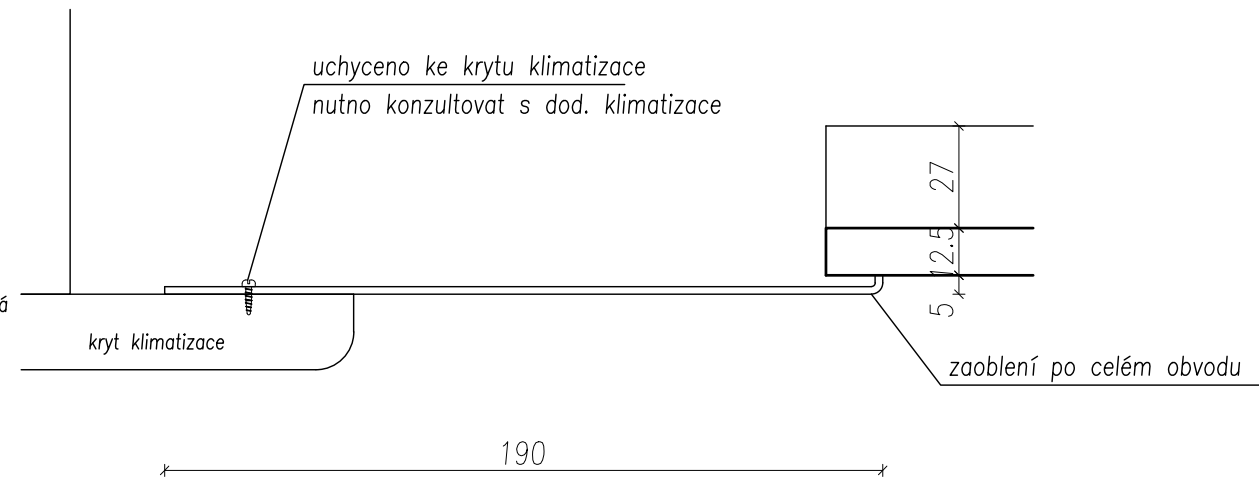 uchyceno ke krytu klimatizace
nutno konzultovat s dod. klimatizace
27
12.5
5
á
kryt klimatizace
zaoblení po celém obvodu
190